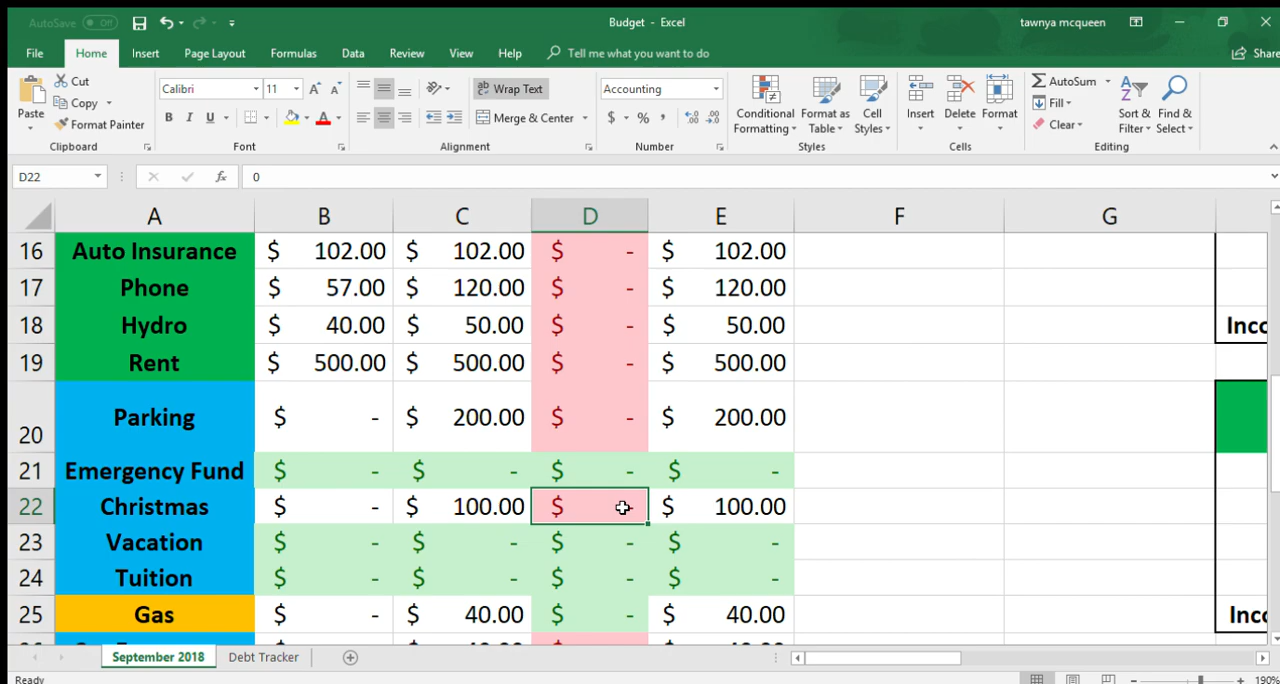 AutoSave Off Budget - Excel tawnya mcqueen
File Home Insert Page Layout Formulas Data Review View Help Tell me what you want to do Share
Paste Cut Copy Format Painter Clipboard
Calibri 11 B I U A Font
Wrap Text Merge & Center Alignment
Accounting $ % , Number
Conditional Formatting Format as Table Cell Styles Styles
Insert Delete Format Cells
AutoSum Fill Clear Sort & Filter Find & Select Editing
D22 fx 0
A B C D E F G
16 Auto Insurance $ 102.00 $ 102.00 $ - $ 102.00
17 Phone $ 57.00 $ 120.00 $ - $ 120.00
18 Hydro $ 40.00 $ 50.00 $ - $ 50.00 Inco
19 Rent $ 500.00 $ 500.00 $ - $ 500.00
20 Parking $ - $ 200.00 $ - $ 200.00
21 Emergency Fund $ - $ - $ - $ -
22 Christmas $ - $ 100.00 $ - $ 100.00
23 Vacation $ - $ - $ - $ -
24 Tuition $ - $ - $ - $ -
25 Gas $ - $ 40.00 $ - $ 40.00 Inco
September 2018 Debt Tracker
Ready 190%